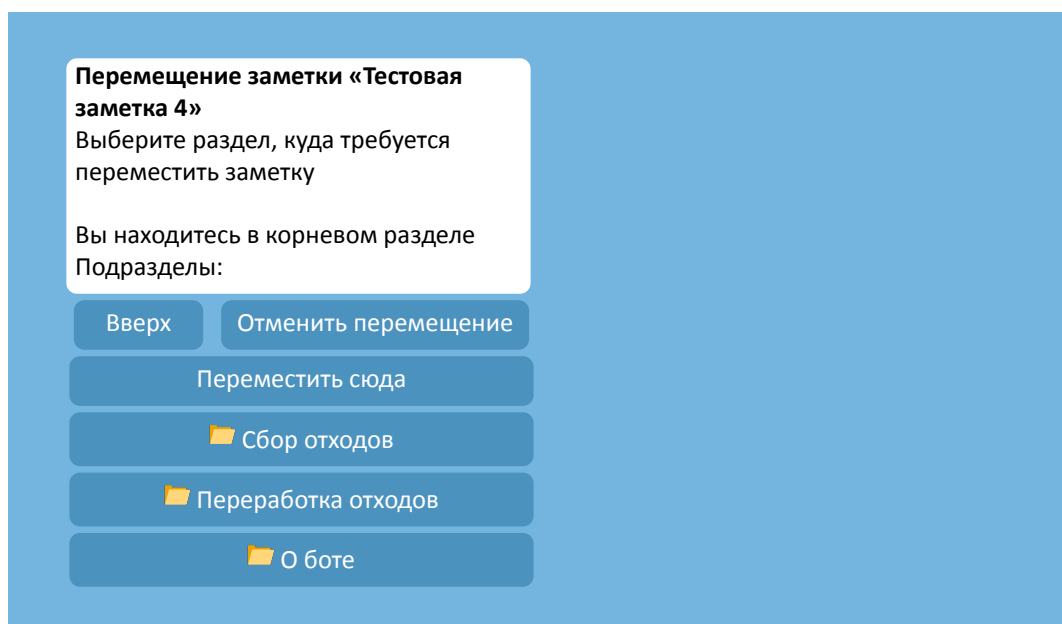 Перемещение заметки «Тестовая
заметка 4»
Выберите раздел, куда требуется
переместить заметку
Вы находитесь в корневом разделе
Подразделы:
Вверх
Отменить перемещение
Переместить сюда
Сбор отходов
Переработка отходов
О боте